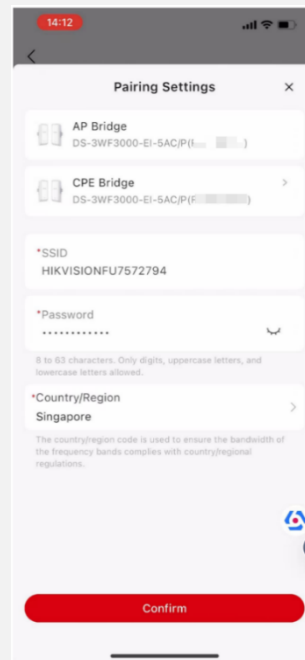 14:12
Pairing Settings
AP Bridge
DS-3WF3000-EI-5AC/P(
CPE Bridge
DS-3WF3000-EI-5AC/P(F )
*SSID
HIKVISIONFU7572794
*Password
••••••••••••
8 to 63 characters. Only digits, uppercase letters, and
lowercase letters allowed.
*Country/Region
Singapore
The country/region code is used to ensure the bandwidth of
the frequency bands complies with country/regional
regulations.
Confirm